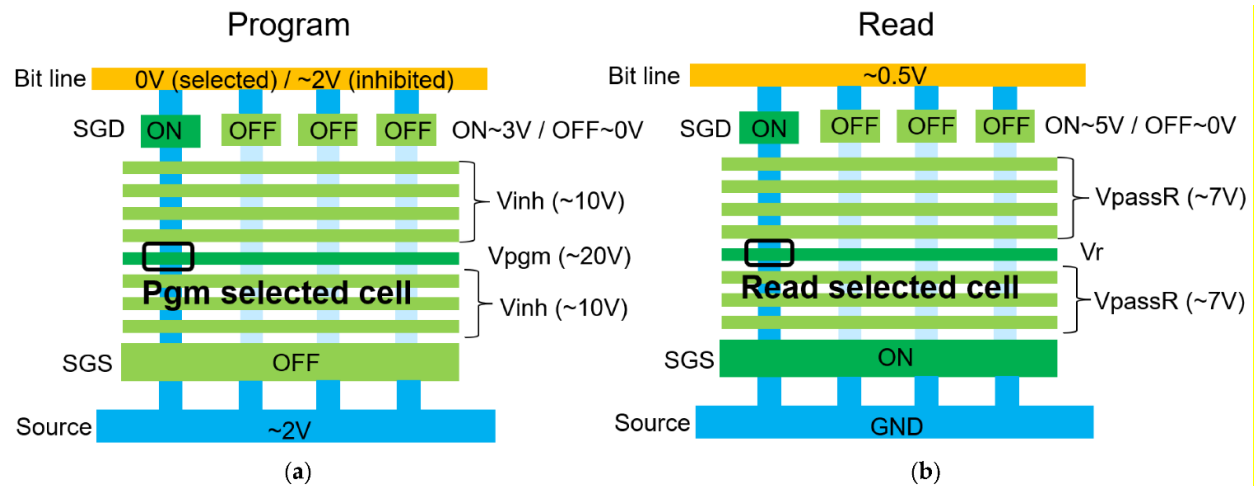 Program
Bit line
0V (selected) / ~2V (inhibited)
SGD
ON
OFF
OFF
OFF
ON~3V / OFF~0V
Vinh (~10V)
Vpgm (~20V)
Pgm selected cell
Vinh (~10V)
SGS
OFF
Source
~2V
(a)
Read
Bit line
~0.5V
SGD
ON
OFF
OFF
OFF
ON~5V / OFF~0V
VpassR (~7V)
Vr
Read selected cell
VpassR (~7V)
SGS
ON
Source
GND
(b)